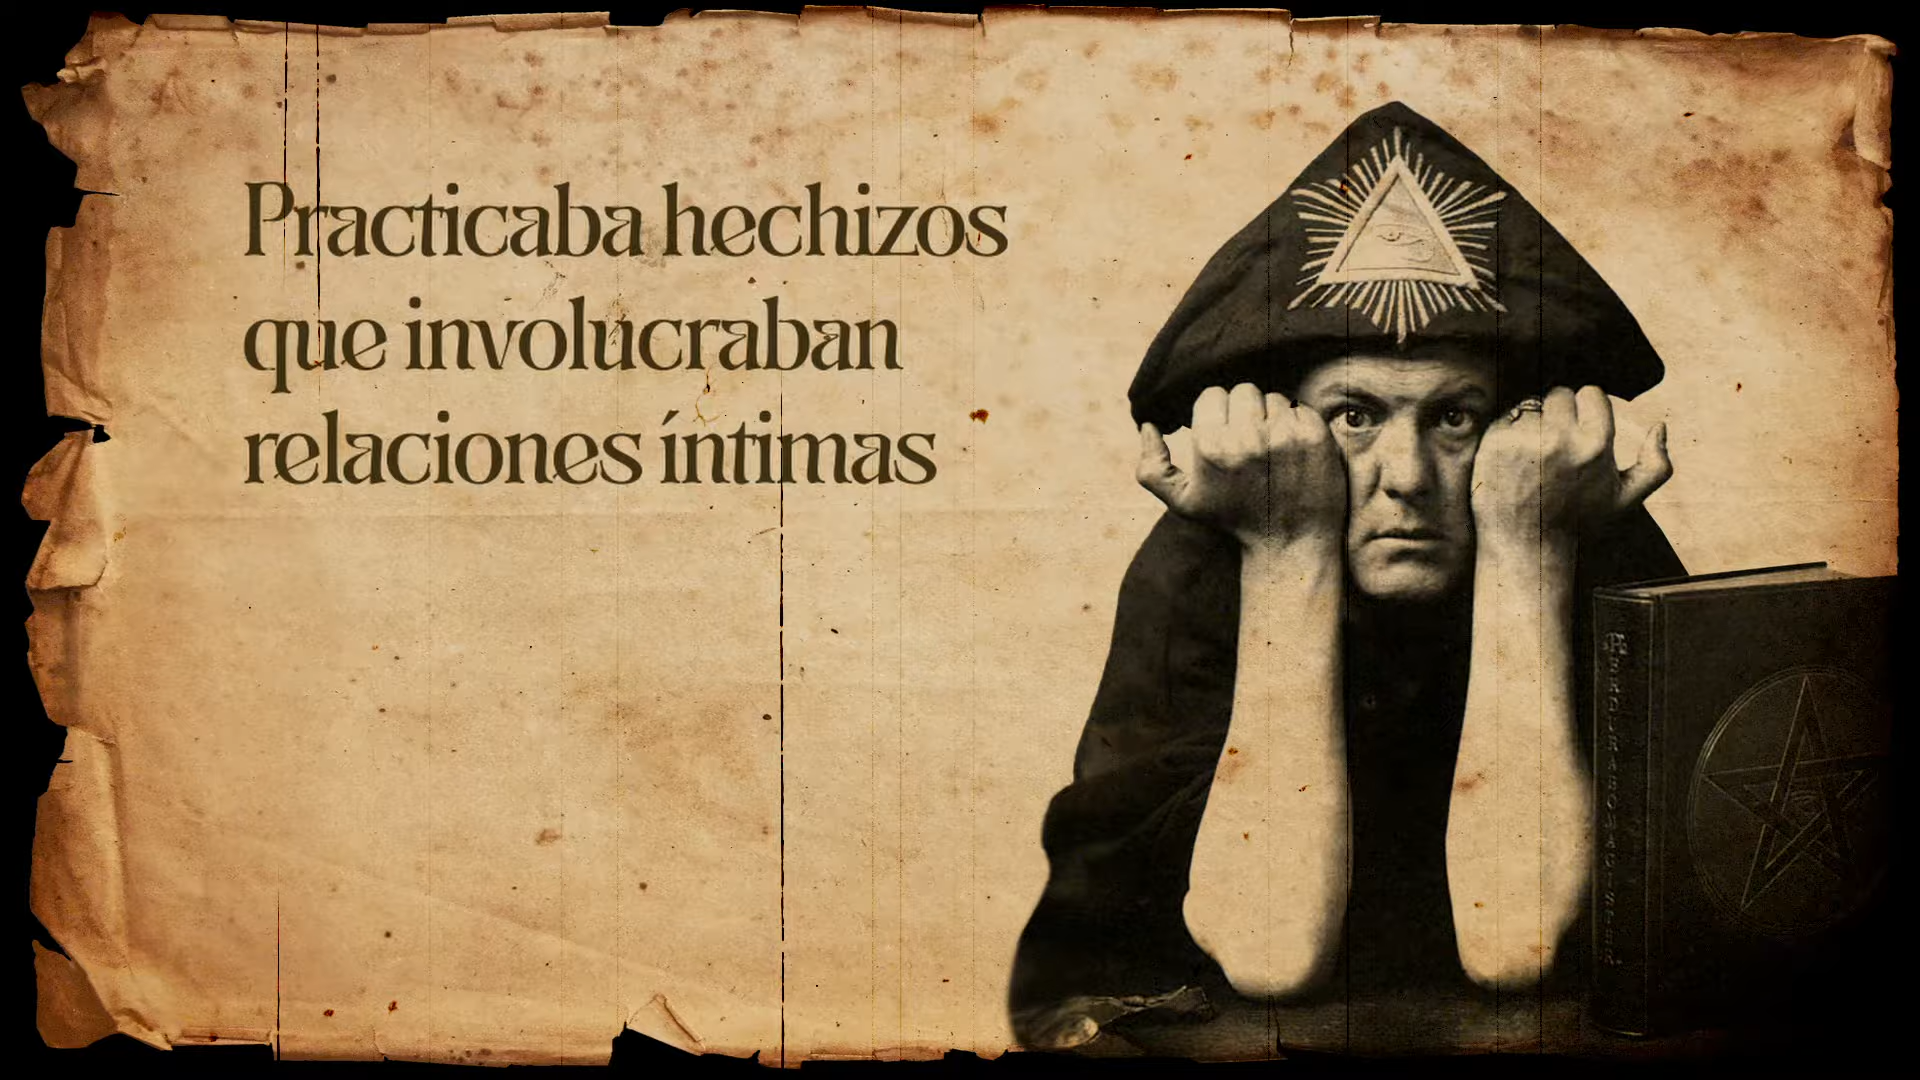 Practicaba hechizos
que involucraban
relaciones íntimas